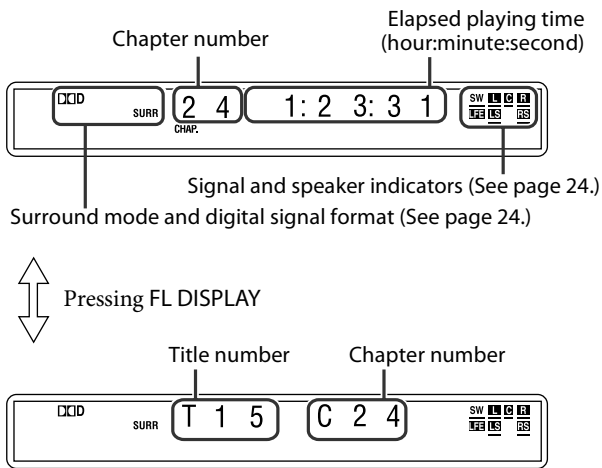 Elapsed playing time
(hour:minute:second)
Chapter number
D
SURR
2 4
CHAP.
1:2 3:3 1
SW L C R
LFE LS RS
Signal and speaker indicators (See page 24.)
Surround mode and digital signal format (See page 24.)
Pressing FL DISPLAY
Title number
Chapter number
D
SURR
T 1 5
C 2 4
SW L C R
LFE LS RS